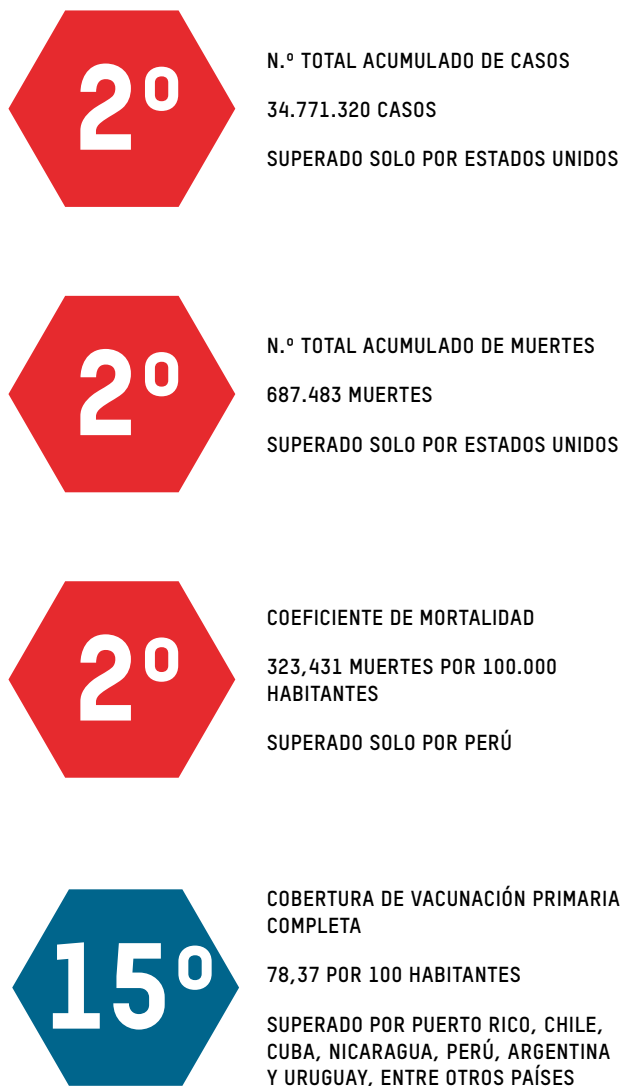 2º
N.º TOTAL ACUMULADO DE CASOS
34.771.320 CASOS
SUPERADO SOLO POR ESTADOS UNIDOS
2º
N.º TOTAL ACUMULADO DE MUERTES
687.483 MUERTES
SUPERADO SOLO POR ESTADOS UNIDOS
2º
COEFICIENTE DE MORTALIDAD
323,431 MUERTES POR 100.000
HABITANTES
SUPERADO SOLO POR PERÚ
15º
COBERTURA DE VACUNACIÓN PRIMARIA
COMPLETA
78,37 POR 100 HABITANTES
SUPERADO POR PUERTO RICO, CHILE,
CUBA, NICARAGUA, PERÚ, ARGENTINA
Y URUGUAY, ENTRE OTROS PAÍSES